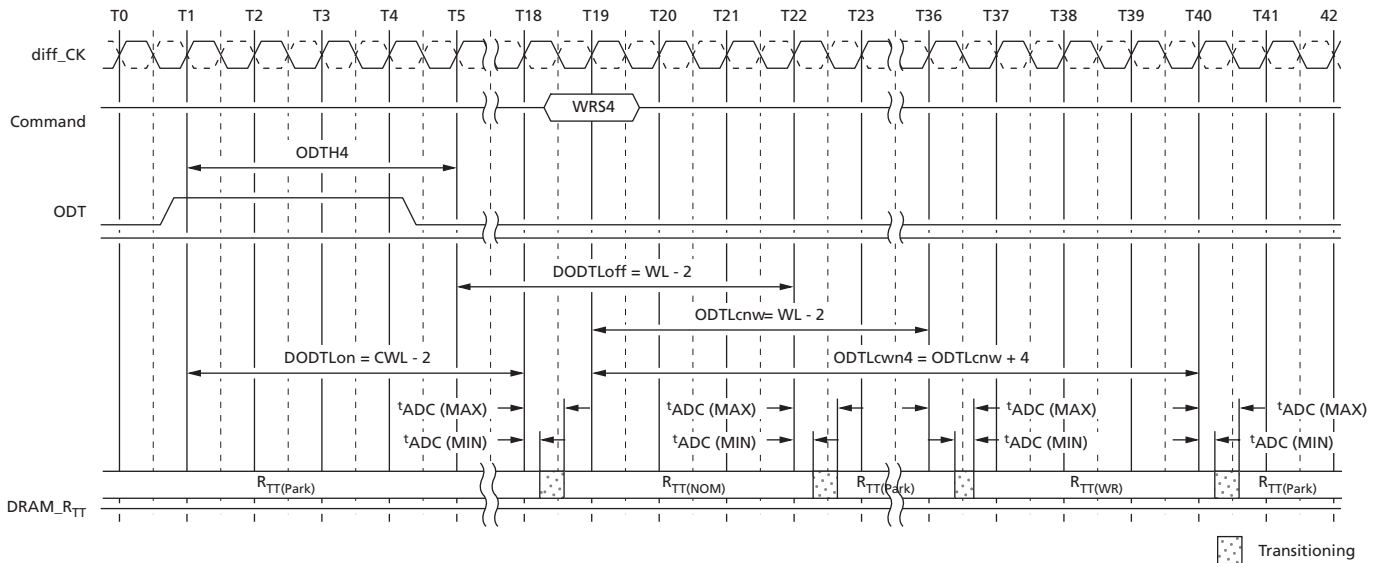 T0 T1 T2 T3 T4 T5 T18 T19 T20 T21 T22 T23 T36 T37 T38 T39 T40 T41 42
diff_CK
Command
WRS4
ODTH4
ODT
DODTLoff = WL - 2
ODTLcnw= WL - 2
DODTLon = CWL - 2
ODTLcwn4 = ODTLcnw + 4
tADC (MAX) tADC (MAX) tADC (MAX) tADC (MAX)
tADC (MIN) tADC (MIN) tADC (MIN) tADC (MIN)
RTT(Park) RTT(NOM) RTT(Park) RTT(WR) RTT(Park)
DRAM_RTT
Transitioning